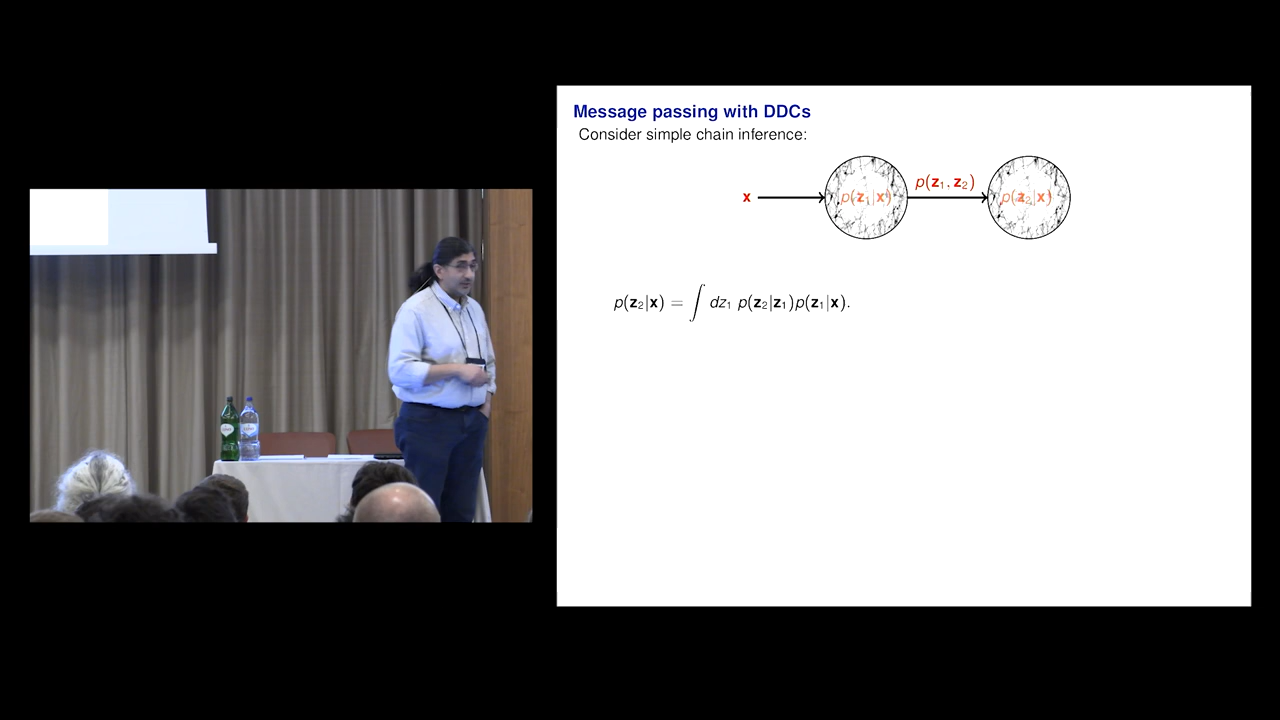 Message passing with DDCs
Consider simple chain inference:
x
p(z₁|x)
p(z₁, z₂)
p(z₂|x)
p(z₂|x) = ∫ dz₁ p(z₂|z₁)p(z₁|x).